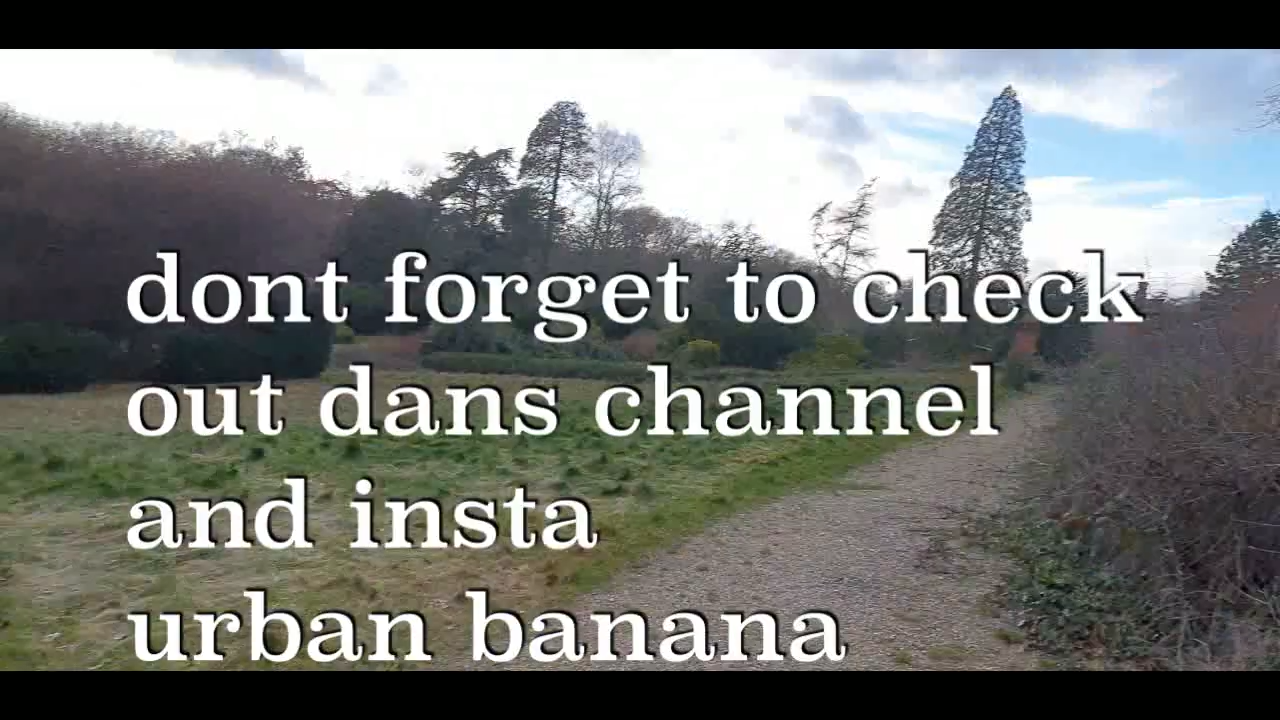 dont forget to check
out dans channel
and insta
urban banana